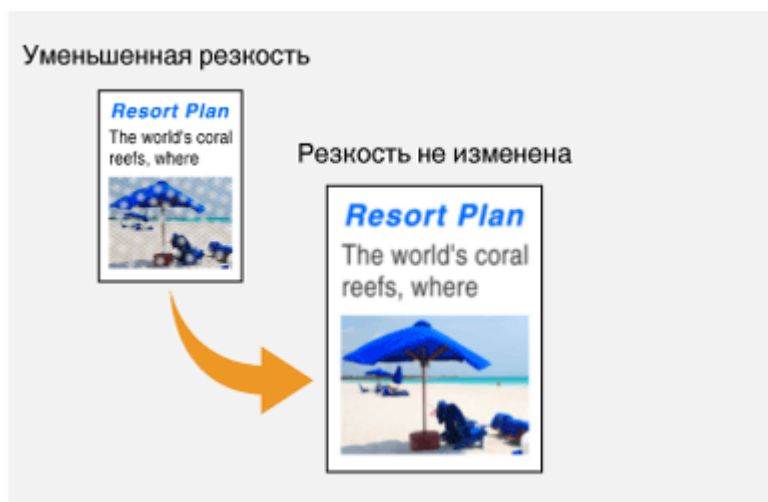 Уменьшенная резкость
Resort Plan
The world's coral
reefs, where
Резкость не изменена
Resort Plan
The world's coral
reefs, where